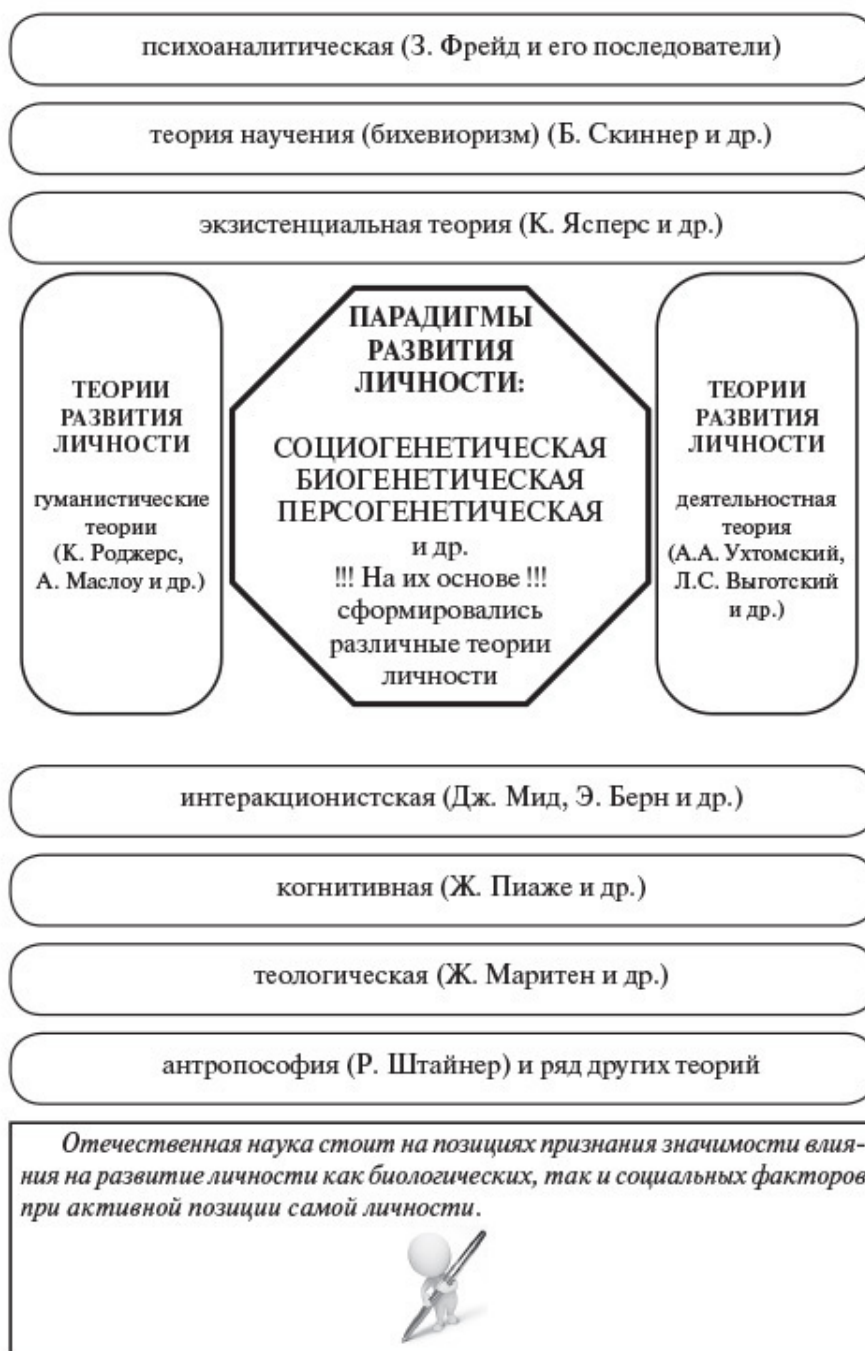 психоаналитическая (З. Фрейд и его последователи)
теория научения (бихевиоризм) (Б. Скиннер и др.)
экзистенциальная теория (К. Ясперс и др.)
ТЕОРИИ
РАЗВИТИЯ
ЛИЧНОСТИ
гуманистические
теории
(К. Роджерс,
А. Маслоу и др.)
ПАРАДИГМЫ
РАЗВИТИЯ
ЛИЧНОСТИ:
СОЦИОГЕНЕТИЧЕСКАЯ
БИОГЕНЕТИЧЕСКАЯ
ПЕРСОГЕНЕТИЧЕСКАЯ
и др.
!!! На их основе !!!
сформировались
различные теории
личности
ТЕОРИИ
РАЗВИТИЯ
ЛИЧНОСТИ
деятельностная
теория
(А.А. Ухтомский,
Л.С. Выготский
и др.)
интеракционистская (Дж. Мид, Э. Берн и др.)
когнитивная (Ж. Пиаже и др.)
теологическая (Ж. Маритен и др.)
антропософия (Р. Штайнер) и ряд других теорий
Отечественная наука стоит на позициях признания значимости влия-
ния на развитие личности как биологических, так и социальных факторов
при активной позиции самой личности.